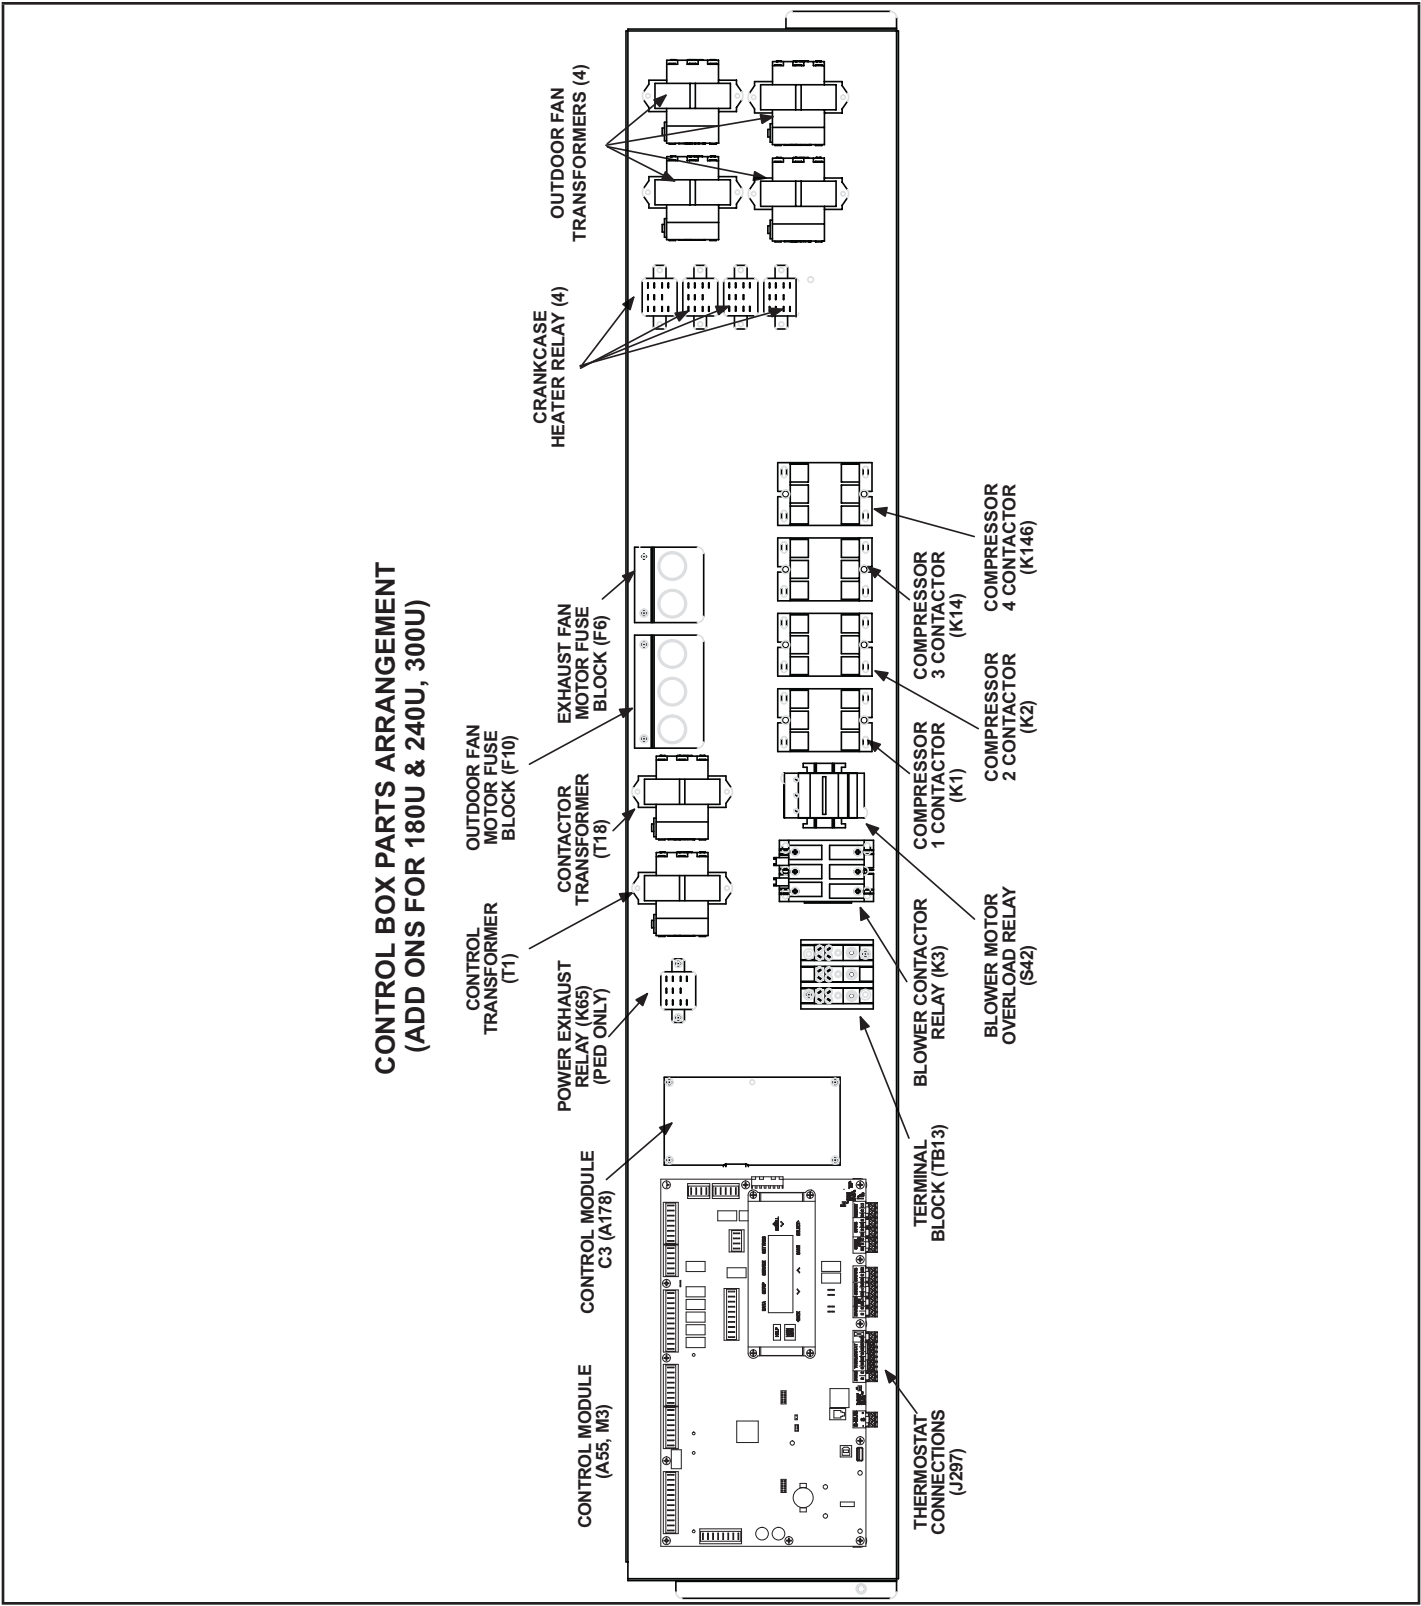 CONTROL BOX PARTS ARRANGEMENT
(ADD ONS FOR 180U & 240U, 300U)
CONTROL MODULE
(A55, M3)
CONTROL MODULE
C3 (A178)
POWER EXHAUST
RELAY (K65)
(PED ONLY)
CONTROL
TRANSFORMER
(T1)
CONTACTOR
TRANSFORMER
(T18)
OUTDOOR FAN
MOTOR FUSE
BLOCK (F10)
EXHAUST FAN
MOTOR FUSE
BLOCK (F6)
CRANKCASE
HEATER RELAY (4)
OUTDOOR FAN
TRANSFORMERS (4)
THERMOSTAT
CONNECTIONS
(J297)
TERMINAL
BLOCK (TB13)
BLOWER CONTACTOR
RELAY (K3)
BLOWER MOTOR
OVERLOAD RELAY
(S42)
COMPRESSOR
1 CONTACTOR
(K1)
COMPRESSOR
2 CONTACTOR
(K2)
COMPRESSOR
3 CONTACTOR
(K14)
COMPRESSOR
4 CONTACTOR
(K146)